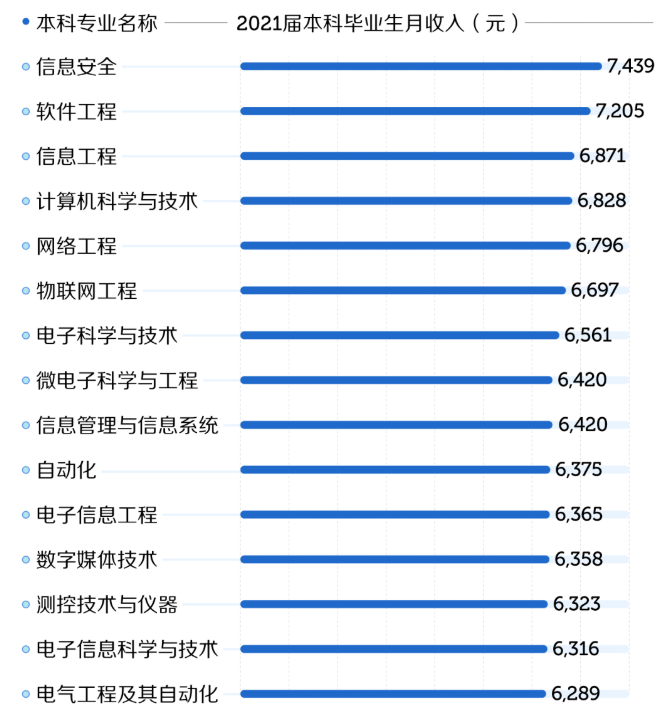 本科专业名称 2021届本科毕业生月收入（元）
信息安全 7,439
软件工程 7,205
信息工程 6,871
计算机科学与技术 6,828
网络工程 6,796
物联网工程 6,697
电子科学与技术 6,561
微电子科学与工程 6,420
信息管理与信息系统 6,420
自动化 6,375
电子信息工程 6,365
数字媒体技术 6,358
测控技术与仪器 6,323
电子信息科学与技术 6,316
电气工程及其自动化 6,289